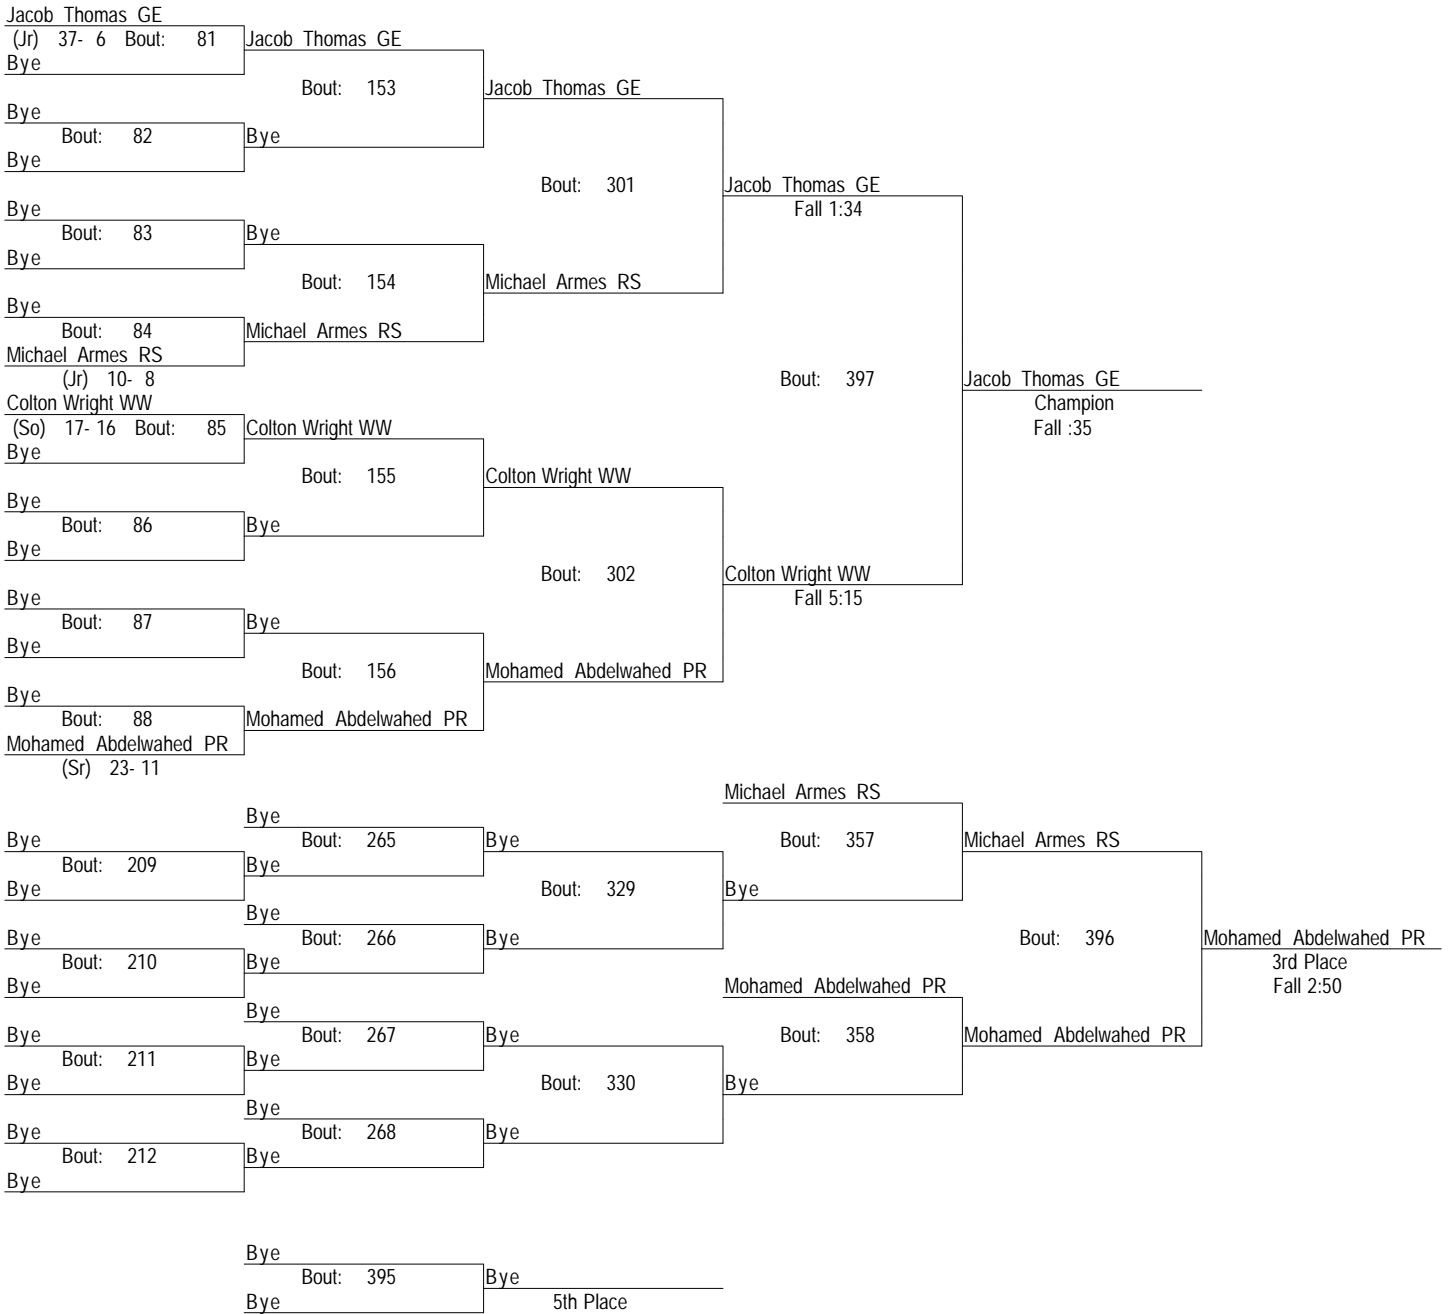 Jacob Thomas GE
(Jr) 37- 6 Bout: 81 Jacob Thomas GE
Bye
Bout: 153 Jacob Thomas GE
Bye
Bout: 82 Bye
Bye
Bout: 301 Jacob Thomas GE
Bye Fall 1:34
Bout: 83 Bye
Bye
Bout: 154 Michael Armes RS
Bye
Bout: 84 Michael Armes RS
Michael Armes RS
(Jr) 10- 8 Bout: 397 Jacob Thomas GE
Colton Wright WW Champion
(So) 17- 16 Bout: 85 Colton Wright WW Fall :35
Bye
Bout: 155 Colton Wright WW
Bye
Bout: 86 Bye
Bye
Bout: 302 Colton Wright WW
Bye Fall 5:15
Bout: 87 Bye
Bye
Bout: 156 Mohamed Abdelwahed PR
Bye
Bout: 88 Mohamed Abdelwahed PR
Mohamed Abdelwahed PR
(Sr) 23- 11
Michael Armes RS
Bye
Bye Bout: 265 Bye Bout: 357 Michael Armes RS
Bout: 209 Bye
Bye Bout: 329 Bye
Bye
Bye Bout: 266 Bye Bout: 396 Mohamed Abdelwahed PR
Bout: 210 Bye 3rd Place
Bye Mohamed Abdelwahed PR Fall 2:50
Bye
Bye Bout: 267 Bye Bout: 358 Mohamed Abdelwahed PR
Bout: 211 Bye
Bye Bout: 330 Bye
Bye
Bye Bout: 268 Bye
Bout: 212 Bye
Bye
Bye
Bout: 395 Bye
Bye 5th Place